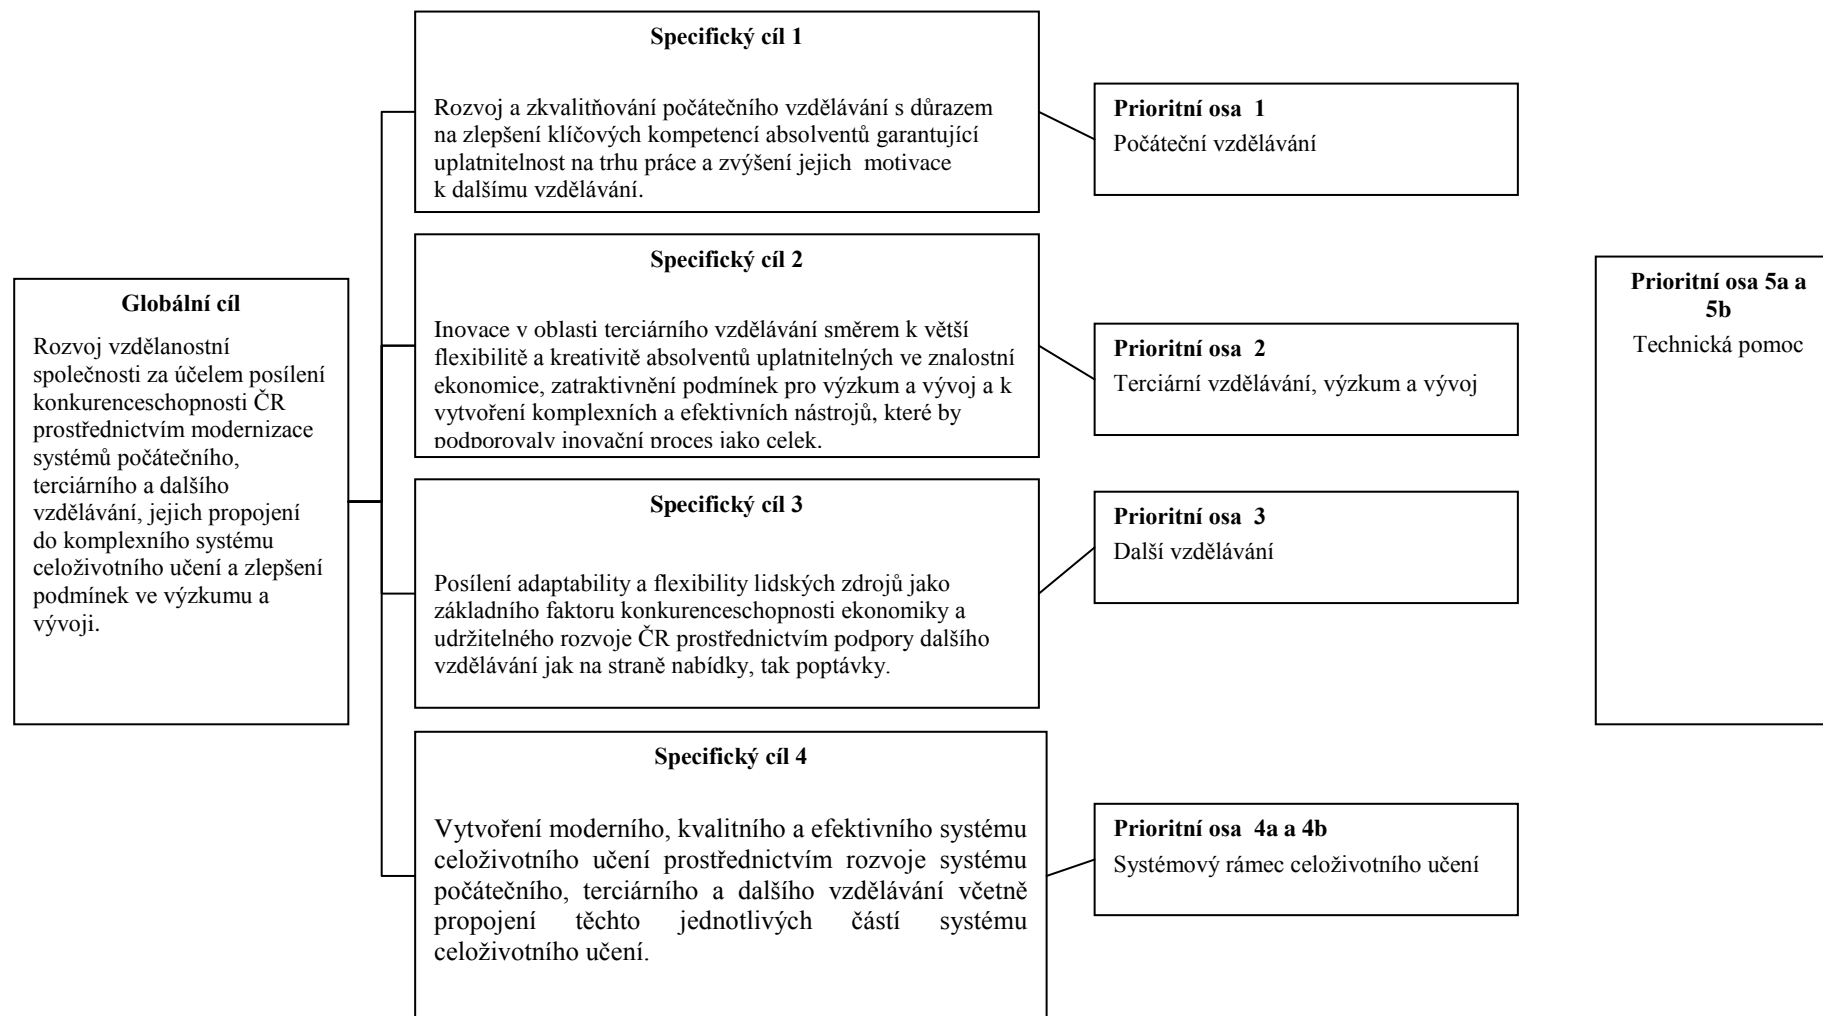 Specifický cíl 1
Rozvoj a zkvalitňování počátečního vzdělávání s důrazem
na zlepšení klíčových kompetencí absolventů garantující
uplatnitelnost na trhu práce a zvýšení jejich motivace
k dalšímu vzdělávání.
Prioritní osa 1
Počáteční vzdělávání
Specifický cíl 2
Inovace v oblasti terciárního vzdělávání směrem k větší
flexibilitě a kreativitě absolventů uplatnitelných ve znalostní
ekonomice, zatraktivnění podmínek pro výzkum a vývoj a k
vytvoření komplexních a efektivních nástrojů, které by
podporovaly inovační proces jako celek.
Prioritní osa 2
Terciární vzdělávání, výzkum a vývoj
Prioritní osa 5a a
5b
Technická pomoc
Globální cíl
Rozvoj vzdělanostní
společnosti za účelem posílení
konkurenceschopnosti ČR
prostřednictvím modernizace
systémů počátečního,
terciárního a dalšího
vzdělávání, jejich propojení
do komplexního systému
celoživotního učení a zlepšení
podmínek ve výzkumu a
vývoji.
Specifický cíl 3
Posílení adaptability a flexibility lidských zdrojů jako
základního faktoru konkurenceschopnosti ekonomiky a
udržitelného rozvoje ČR prostřednictvím podpory dalšího
vzdělávání jak na straně nabídky, tak poptávky.
Prioritní osa 3
Další vzdělávání
Specifický cíl 4
Vytvoření moderního, kvalitního a efektivního systému
celoživotního učení prostřednictvím rozvoje systému
počátečního, terciárního a dalšího vzdělávání včetně
propojení těchto jednotlivých částí systému
celoživotního učení.
Prioritní osa 4a a 4b
Systémový rámec celoživotního učení